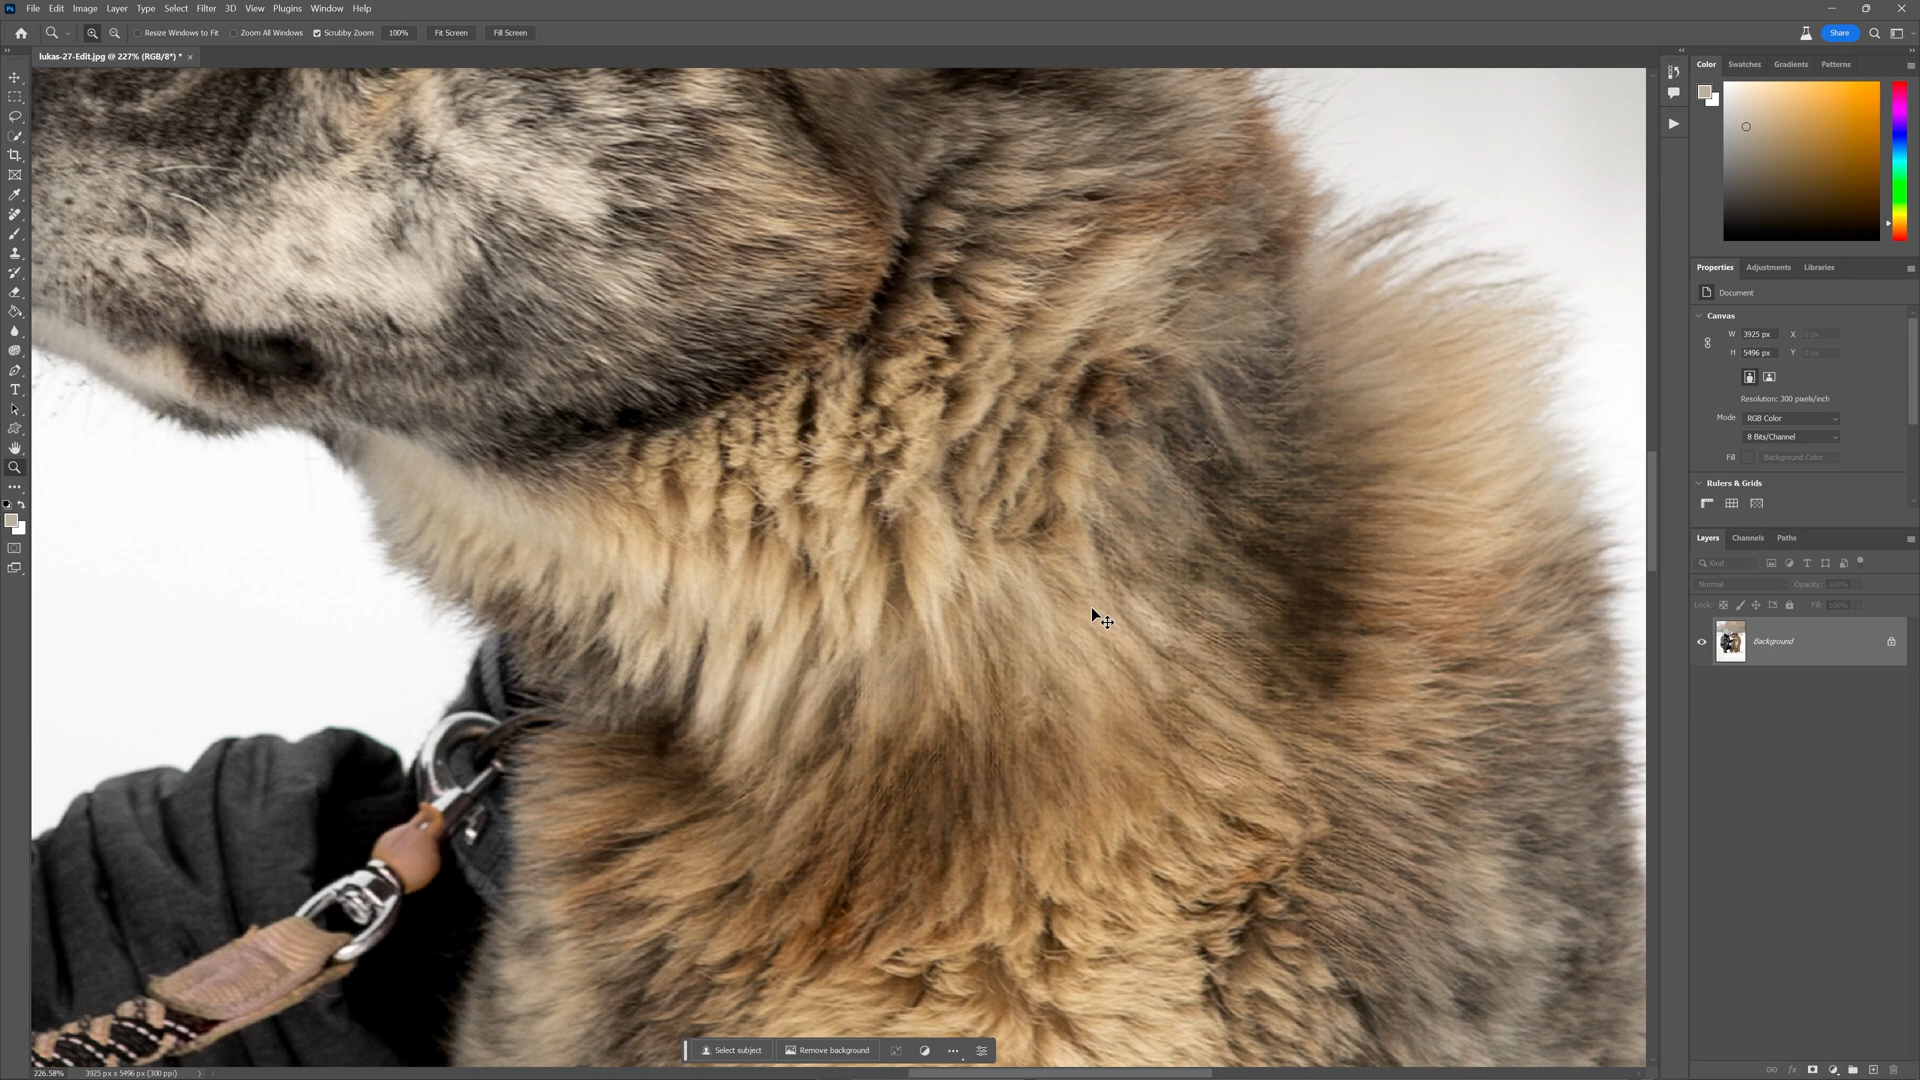 Ps File Edit Image Layer Type Select Filter 3D View Plugins Window Help
Resize Windows to Fit Zoom All Windows Scrubby Zoom 100% Fit Screen Fill Screen Share
lukas-27-Edit.jpg @ 227% (RGB/8*) * ×
Color Swatches Gradients Patterns
Properties Adjustments Libraries
Document
Canvas
W 3925 px X 0 px
H 5496 px Y 0 px
Resolution: 300 pixels/inch
Mode RGB Color
8 Bits/Channel
Fill Background Color
Rulers & Grids
Layers Channels Paths
Kind
Normal Opacity: 100%
Lock: Fill: 100%
Background
Select subject Remove background
226.58% 3925 px x 5496 px (300 ppi)
fx